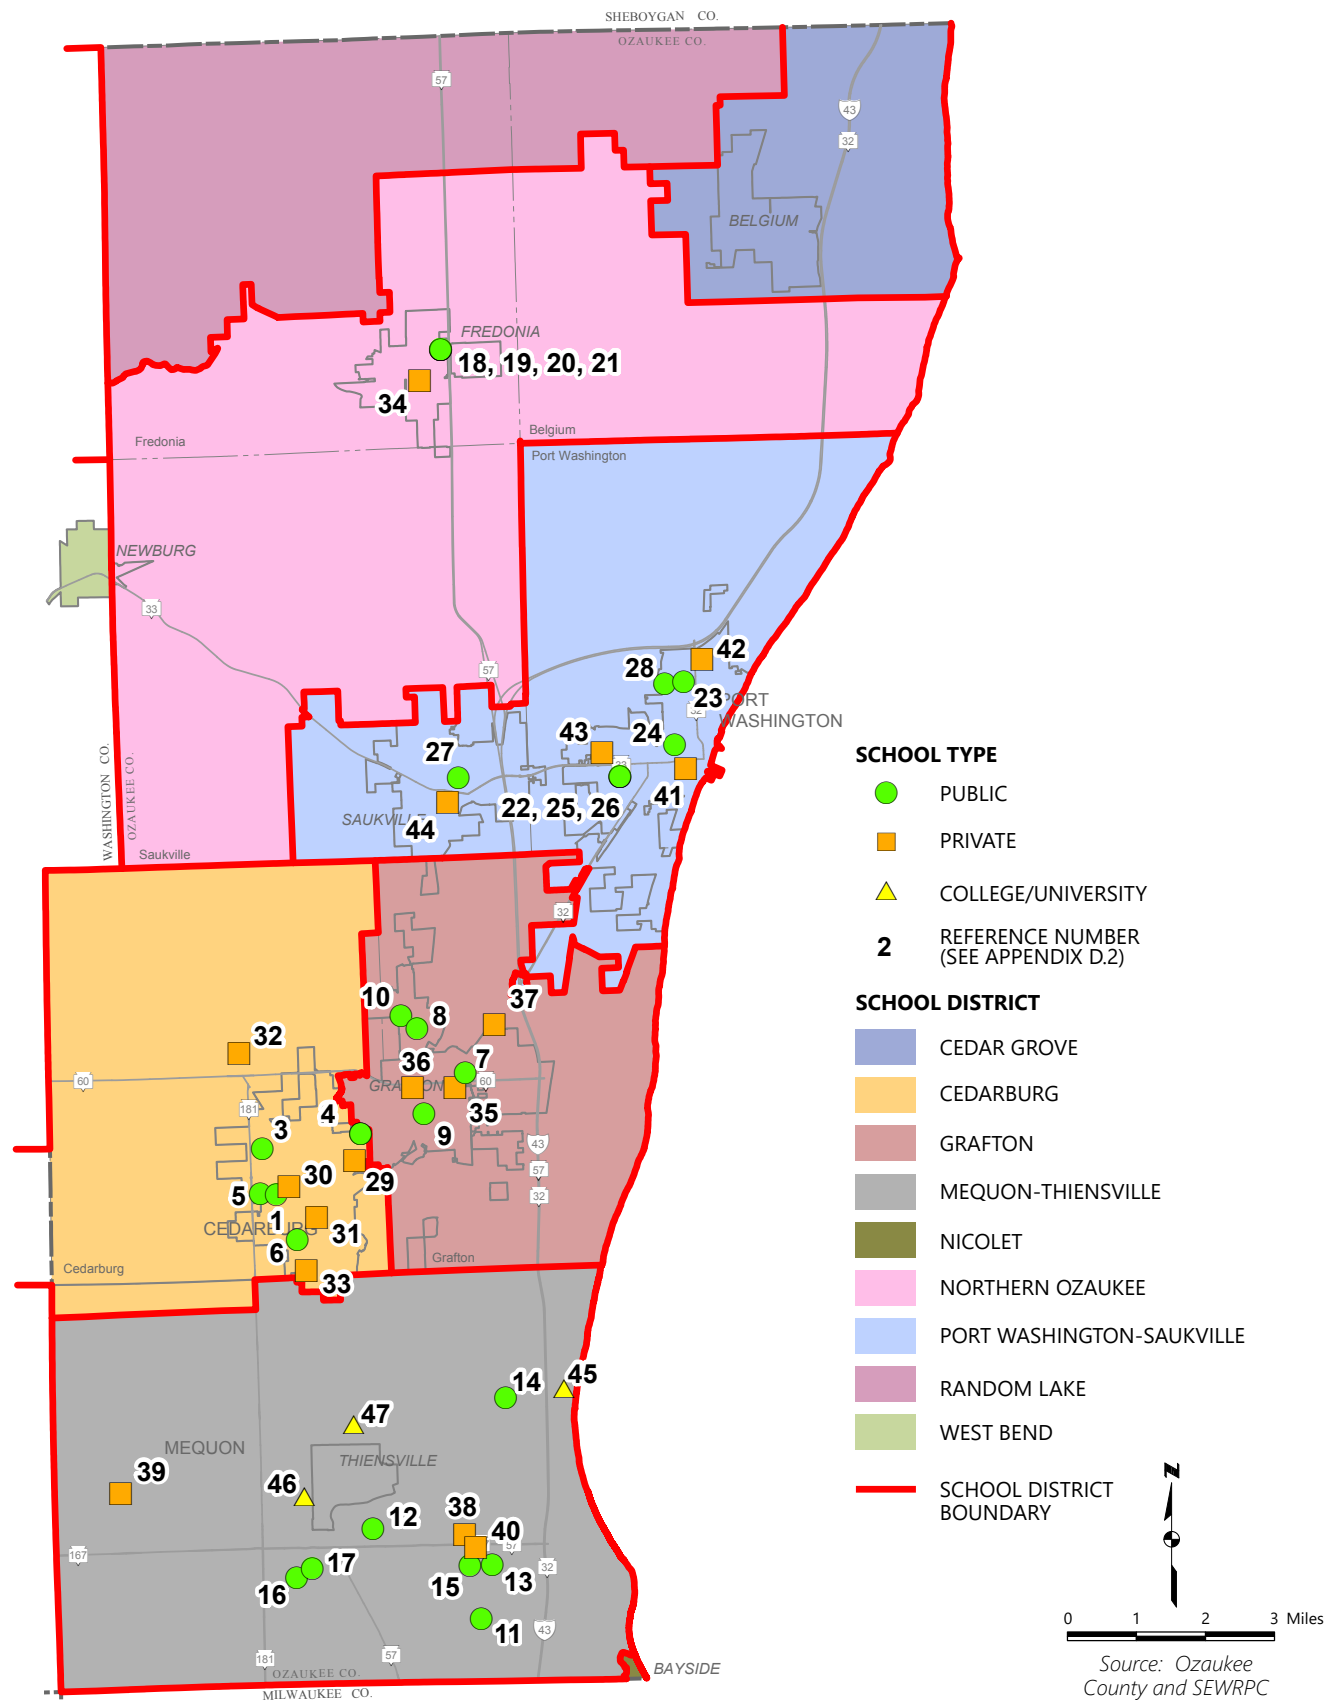 SHEBOYGAN CO.
OZAUKEE CO.
57
43
32
BELGIUM
FREDONIA
18, 19, 20, 21
34
Fredonia
Belgium
Port Washington
NEWBURG
33
57
42
28
23
32
PORT
WASHINGTON
43
24
27
33
41
22, 25, 26
SAUKVILLE
44
WASHINGTON CO.
OZAUKEE CO.
Saukville
32
37
10
8
32
36
7
60
GRAFTON
60
181
4
35
3
9
43
57
30
29
5
32
1
CEDARBURG
31
6
Cedarburg
Grafton
33
14
45
47
MEQUON
THIENSVILLE
39
46
12
38
40
167
57
17
32
15
13
16
11
43
181
57
OZAUKEE CO.
MILWAUKEE CO.
BAYSIDE
SCHOOL TYPE
PUBLIC
PRIVATE
COLLEGE/UNIVERSITY
2
REFERENCE NUMBER
(SEE APPENDIX D.2)
SCHOOL DISTRICT
CEDAR GROVE
CEDARBURG
GRAFTON
MEQUON-THIENSVILLE
NICOLET
NORTHERN OZAUKEE
PORT WASHINGTON-SAUKVILLE
RANDOM LAKE
WEST BEND
SCHOOL DISTRICT
BOUNDARY
N
0 1 2 3 Miles
Source: Ozaukee
County and SEWRPC